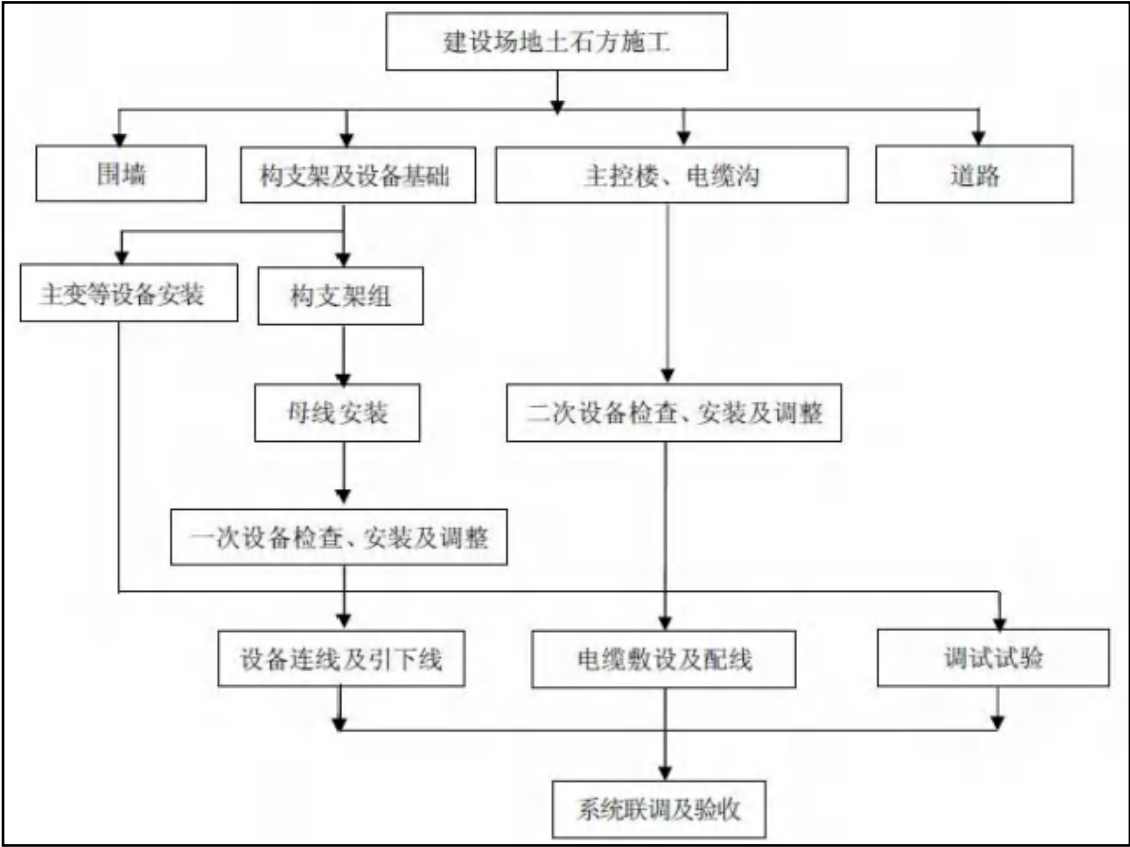 建设场地土石方施工
围墙
构支架及设备基础
主控楼、电缆沟
道路
主变等设备安装
构支架组
母线安装
二次设备检查、安装及调整
一次设备检查、安装及调整
设备连线及引下线
电缆敷设及配线
调试试验
系统联调及验收